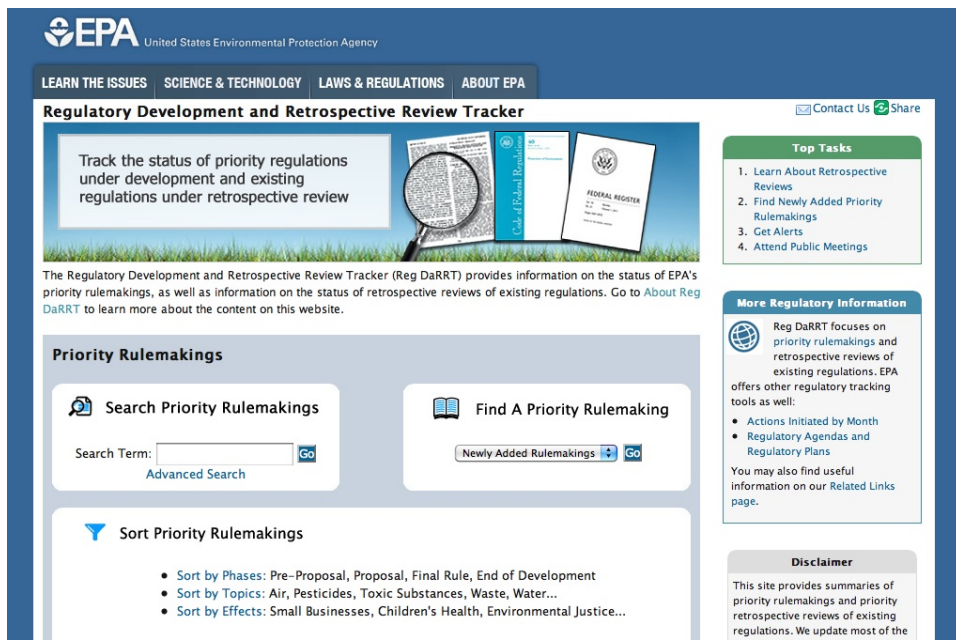 EPA United States Environmental Protection Agency
LEARN THE ISSUES SCIENCE & TECHNOLOGY LAWS & REGULATIONS ABOUT EPA
Contact Us Share
Regulatory Development and Retrospective Review Tracker
Track the status of priority regulations
under development and existing
regulations under retrospective review
Code of Federal Regulations
FEDERAL REGISTER
The Regulatory Development and Retrospective Review Tracker (Reg DaRRT) provides information on the status of EPA's
priority rulemakings, as well as information on the status of retrospective reviews of existing regulations. Go to About Reg
DaRRT to learn more about the content on this website.
Priority Rulemakings
Search Priority Rulemakings
Search Term: Go
Advanced Search
Find A Priority Rulemaking
Newly Added Rulemakings Go
Sort Priority Rulemakings
• Sort by Phases: Pre-Proposal, Proposal, Final Rule, End of Development
• Sort by Topics: Air, Pesticides, Toxic Substances, Waste, Water...
• Sort by Effects: Small Businesses, Children's Health, Environmental Justice...
Top Tasks
1. Learn About Retrospective
Reviews
2. Find Newly Added Priority
Rulemakings
3. Get Alerts
4. Attend Public Meetings
More Regulatory Information
Reg DaRRT focuses on
priority rulemakings and
retrospective reviews of
existing regulations. EPA
offers other regulatory tracking
tools as well:
• Actions Initiated by Month
• Regulatory Agendas and
Regulatory Plans
You may also find useful
information on our Related Links
page.
Disclaimer
This site provides summaries of
priority rulemakings and priority
retrospective reviews of existing
regulations. We update most of the